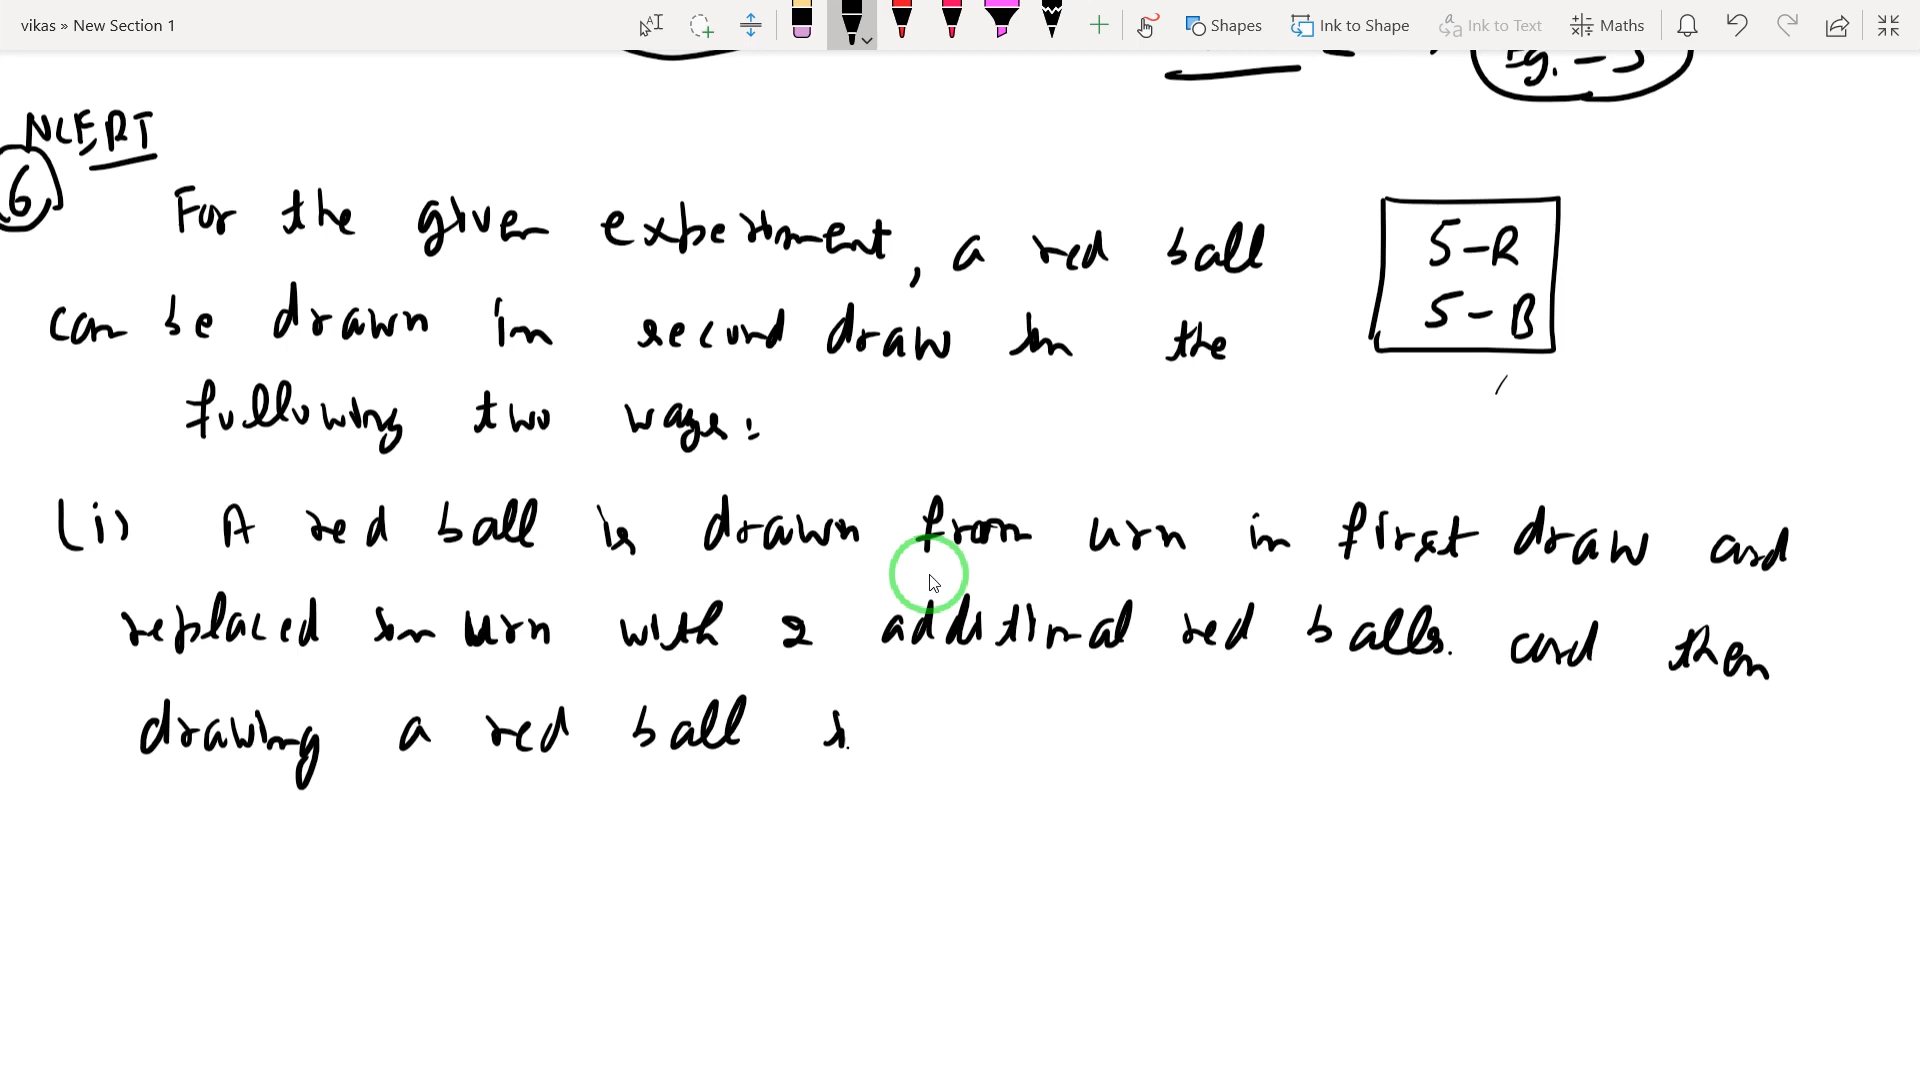 vikas » New Section 1
Shapes
Ink to Shape
Ink to Text
Maths
Eg. - 5
NCERT
6
For the given experiment, a red ball
can be drawn in second draw in the
following two ways:
5-R
5-B
(i) A red ball is drawn from urn in first draw and
replaced in urn with 2 additional red balls. and then
drawing a red ball